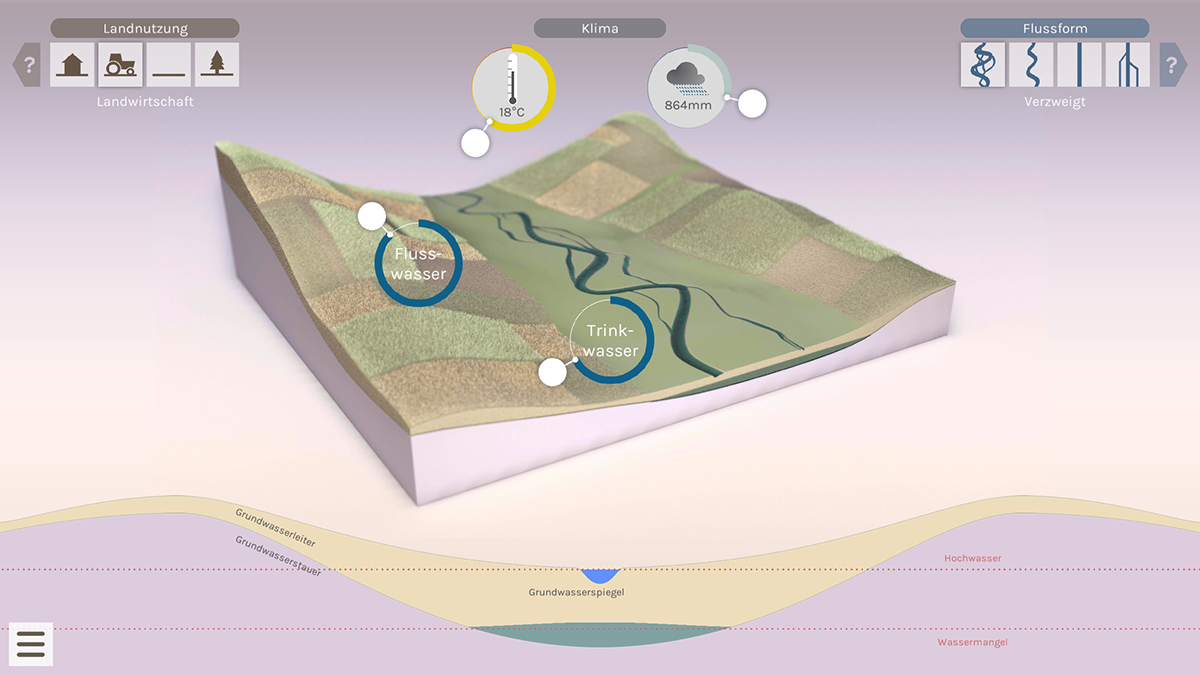 Landnutzung
Klima
Flussform
?
?
Landwirtschaft
18°C
864mm
Verzweigt
Fluss-
wasser
Trink-
wasser
Grundwasserleiter
Grundwasserstauer
Hochwasser
Grundwasserspiegel
Wassermangel